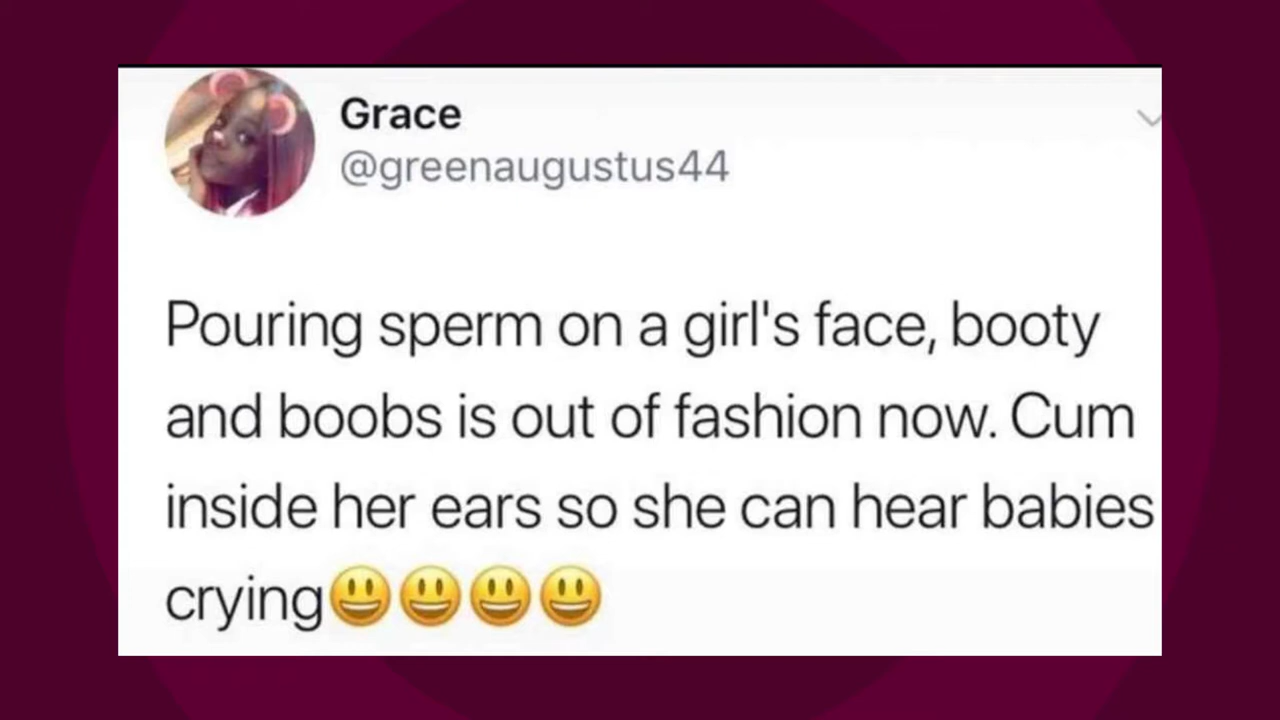 Grace
@greenaugustus44
Pouring sperm on a girl's face, booty
and boobs is out of fashion now. Cum
inside her ears so she can hear babies
crying😃😃😃😃